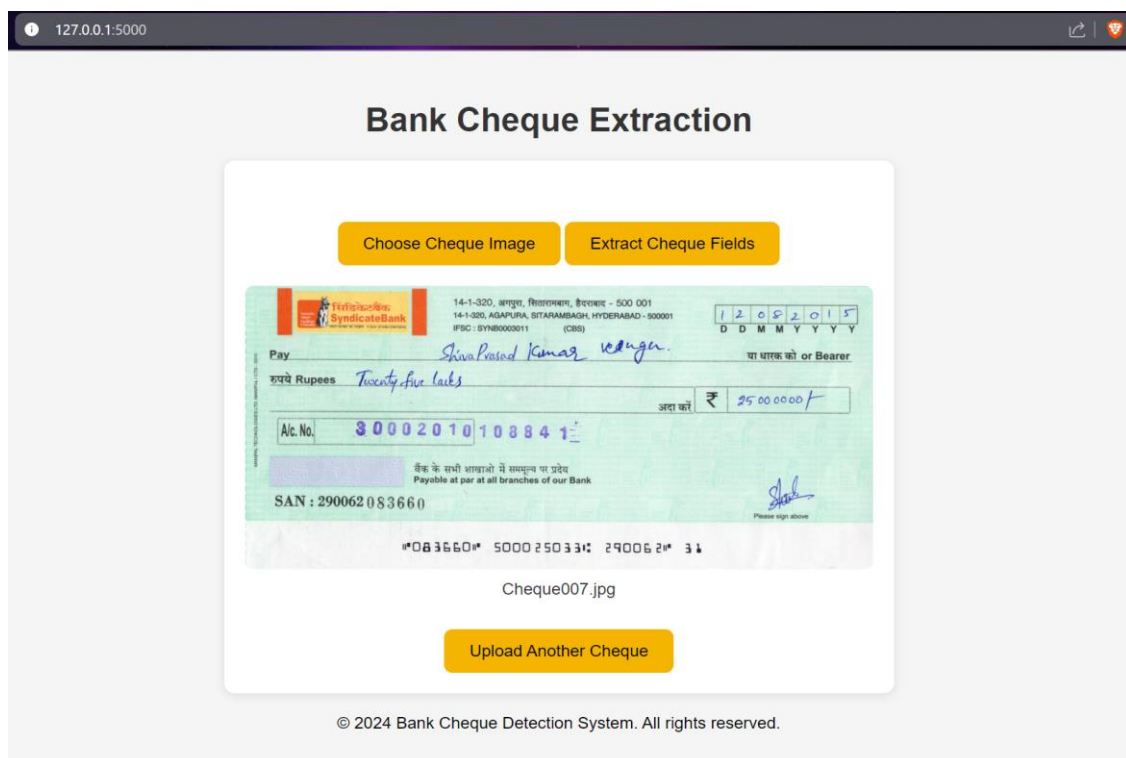 127.0.0.1:5000
Bank Cheque Extraction
Choose Cheque Image Extract Cheque Fields
सिंडिकेटबैंक
SyndicateBank
14-1-320, अगपुरा, सितारामबाग, हैदराबाद - 500 001
14-1-320, AGAPURA, SITARAMBAGH, HYDERABAD - 500001
IFSC : SYNB0003011 (CBS)
1 2 0 8 2 0 1 5
D D M M Y Y Y Y
Pay Shiva Prasad Kumar या धारक को or Bearer
रुपये Rupees Twenty five lacks
अदा करें ₹ 25 00 0000/-
A/c. No. 30002010108841
बैंक के सभी शाखाओ में सममूल्य पर प्रदेय
Payable at par at all branches of our Bank
SAN : 290062083660
Please sign above
⑈083660⑈ 500025033⑆ 290062⑈ 31
Cheque007.jpg
Upload Another Cheque
© 2024 Bank Cheque Detection System. All rights reserved.